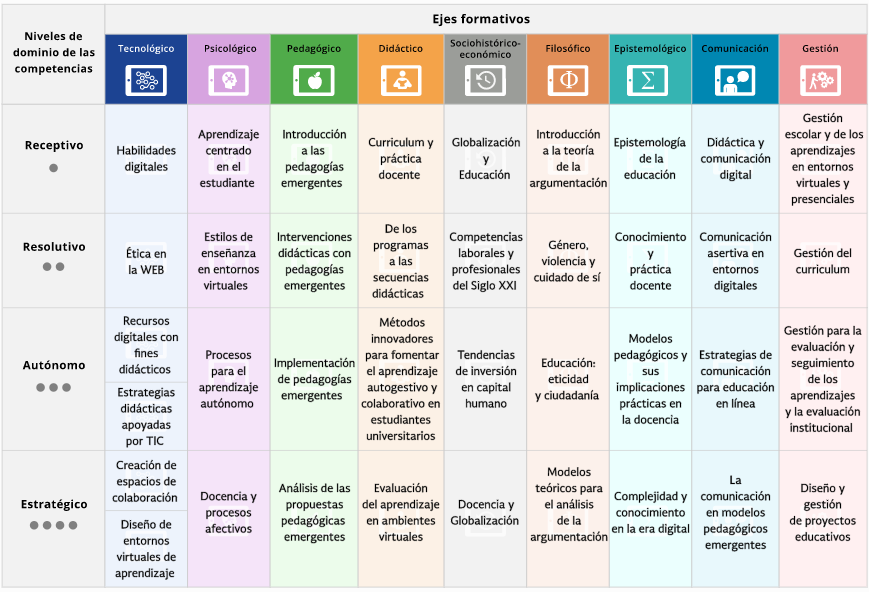 Niveles de
dominio de las
competencias
Ejes formativos
Tecnológico
Psicológico
Pedagógico
Didáctico
Sociohistórico-
económico
Filosófico
Epistemológico
Comunicación
Gestión
Φ
Σ
Receptivo
Habilidades
digitales
Aprendizaje
centrado
en el
estudiante
Introducción
a las
pedagogías
emergentes
Curriculum y
práctica
docente
Globalización
y
Educación
Introducción
a la teoría
de la
argumentación
Epistemología
de la
educación
Didáctica y
comunicación
digital
Gestión
escolar y de los
aprendizajes
en entornos
virtuales y
presenciales
Resolutivo
Ética en
la WEB
Estilos de
enseñanza
en entornos
virtuales
Intervenciones
didácticas con
pedagogías
emergentes
De los
programas
a las
secuencias
didácticas
Competencias
laborales y
profesionales
del Siglo XXI
Género,
violencia y
cuidado de sí
Conocimiento
y
práctica
docente
Comunicación
asertiva en
entornos
digitales
Gestión del
curriculum
Autónomo
Recursos
digitales con
fines
didácticos
Estrategias
didácticas
apoyadas
por TIC
Procesos
para el
aprendizaje
autónomo
Implementación
de pedagogías
emergentes
Métodos
innovadores
para fomentar
el aprendizaje
autogestivo y
colaborativo en
estudiantes
universitarios
Tendencias
de inversión
en capital
humano
Educación:
eticidad
y ciudadanía
Modelos
pedagógicos y
sus
implicaciones
prácticas en
la docencia
Estrategias de
comunicación
para educación
en línea
Gestión para la
evaluación y
seguimiento
de los
aprendizajes
y la evaluación
institucional
Estratégico
Creación de
espacios de
colaboración
Diseño de
entornos
virtuales de
aprendizaje
Docencia y
procesos
afectivos
Análisis de las
propuestas
pedagógicas
emergentes
Evaluación
del aprendizaje
en ambientes
virtuales
Docencia y
Globalización
Modelos
teóricos para
el análisis
de la
argumentación
Complejidad y
conocimiento
en la era digital
La
comunicación
en modelos
pedagógicos
emergentes
Diseño y
gestión
de proyectos
educativos